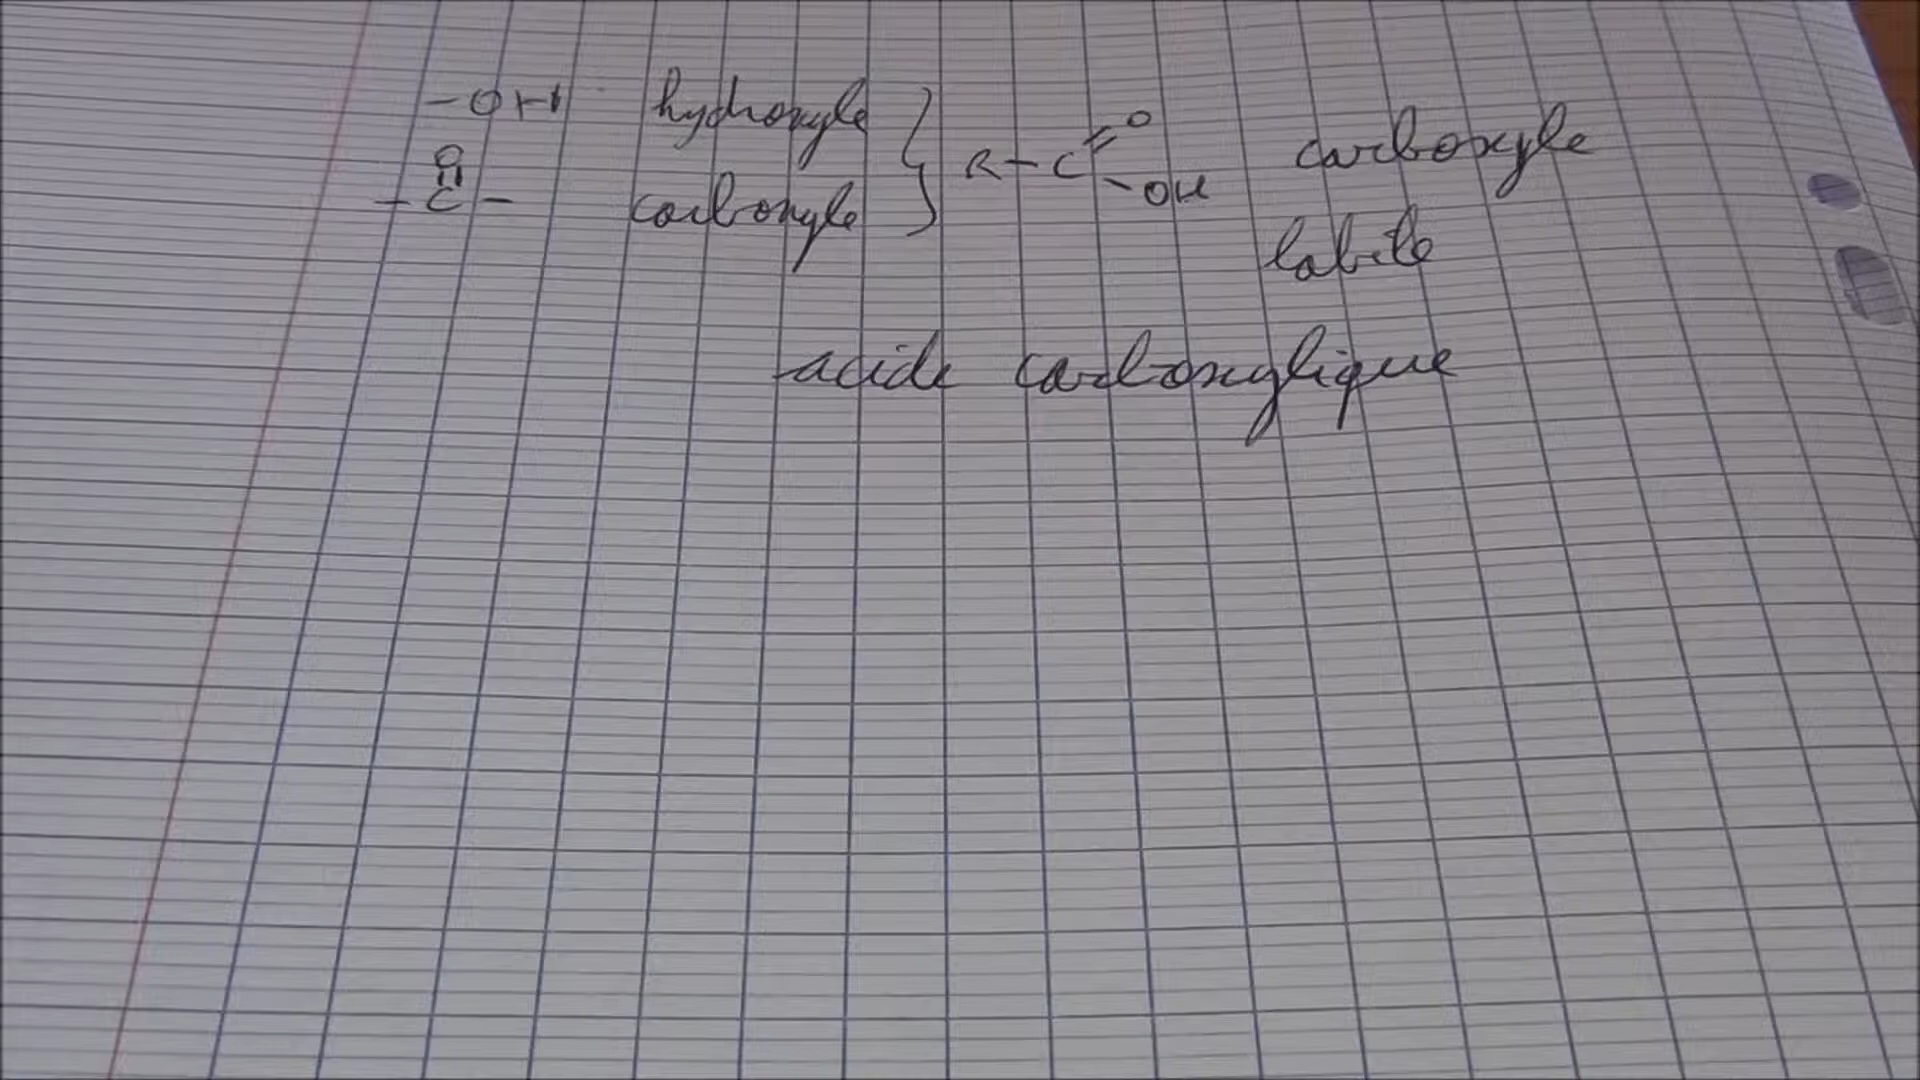 -OH hydroxyle
O
||
-C- carbonyle
R-C=O
-OH
carboxyle
labile
acide carboxylique